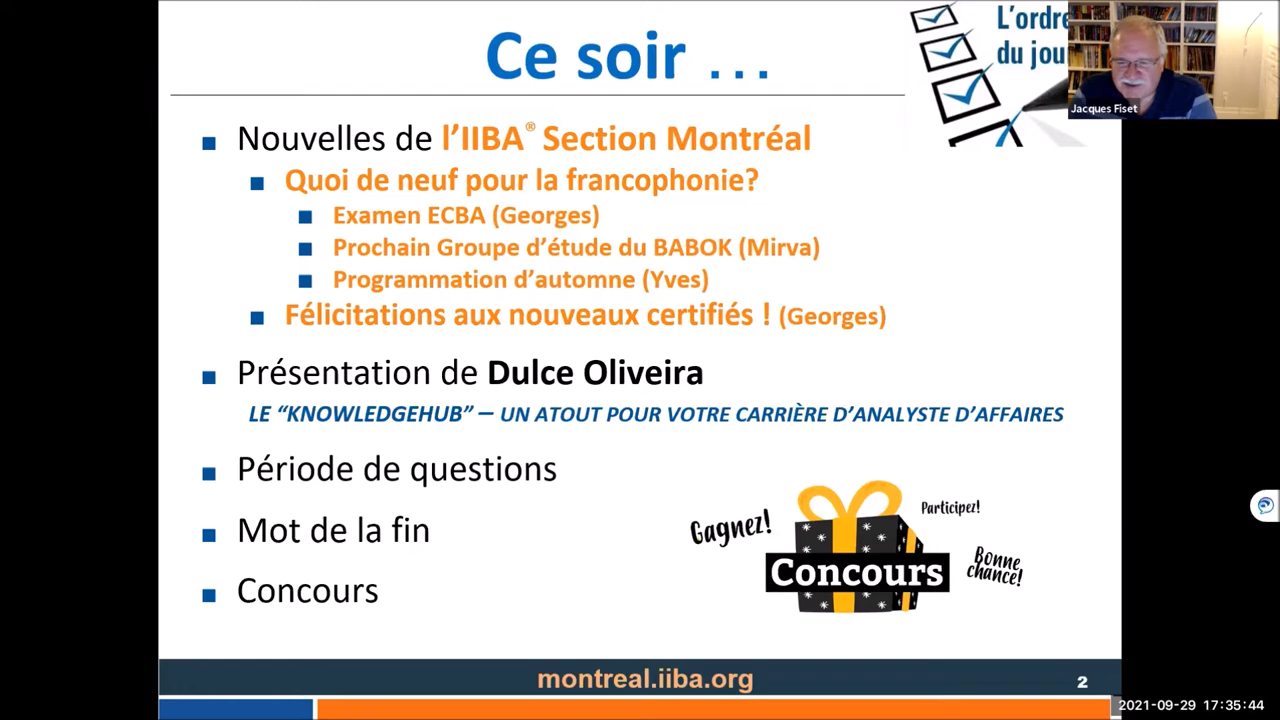 Ce soir ...
L'ordre
du jou
Jacques Fiset
Nouvelles de l'IIBA® Section Montréal
Quoi de neuf pour la francophonie?
Examen ECBA (Georges)
Prochain Groupe d'étude du BABOK (Mirva)
Programmation d'automne (Yves)
Félicitations aux nouveaux certifiés ! (Georges)
Présentation de Dulce Oliveira
LE "KNOWLEDGEHUB" – UN ATOUT POUR VOTRE CARRIÈRE D'ANALYSTE D'AFFAIRES
Période de questions
Mot de la fin
Concours
Gagnez!
Participez!
Concours
Bonne
chance!
montreal.iiba.org
2
2021-09-29 17:35:44